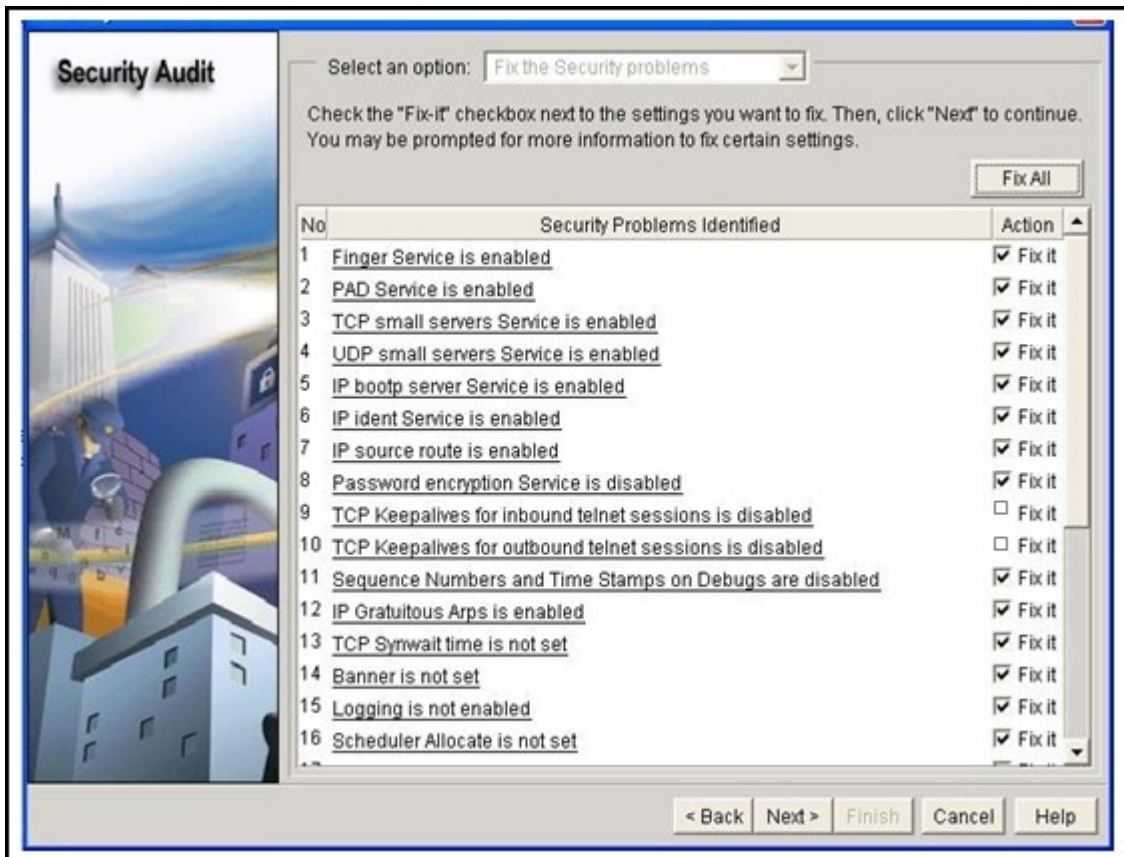 Security Audit
Select an option: Fix the Security problems
Check the "Fix-it" checkbox next to the settings you want to fix. Then, click "Next" to continue.
You may be prompted for more information to fix certain settings.
Fix All
No Security Problems Identified Action
1 Finger Service is enabled Fix it
2 PAD Service is enabled Fix it
3 TCP small servers Service is enabled Fix it
4 UDP small servers Service is enabled Fix it
5 IP bootp server Service is enabled Fix it
6 IP ident Service is enabled Fix it
7 IP source route is enabled Fix it
8 Password encryption Service is disabled Fix it
9 TCP Keepalives for inbound telnet sessions is disabled Fix it
10 TCP Keepalives for outbound telnet sessions is disabled Fix it
11 Sequence Numbers and Time Stamps on Debugs are disabled Fix it
12 IP Gratuitous Arps is enabled Fix it
13 TCP Synwait time is not set Fix it
14 Banner is not set Fix it
15 Logging is not enabled Fix it
16 Scheduler Allocate is not set Fix it
< Back Next > Finish Cancel Help